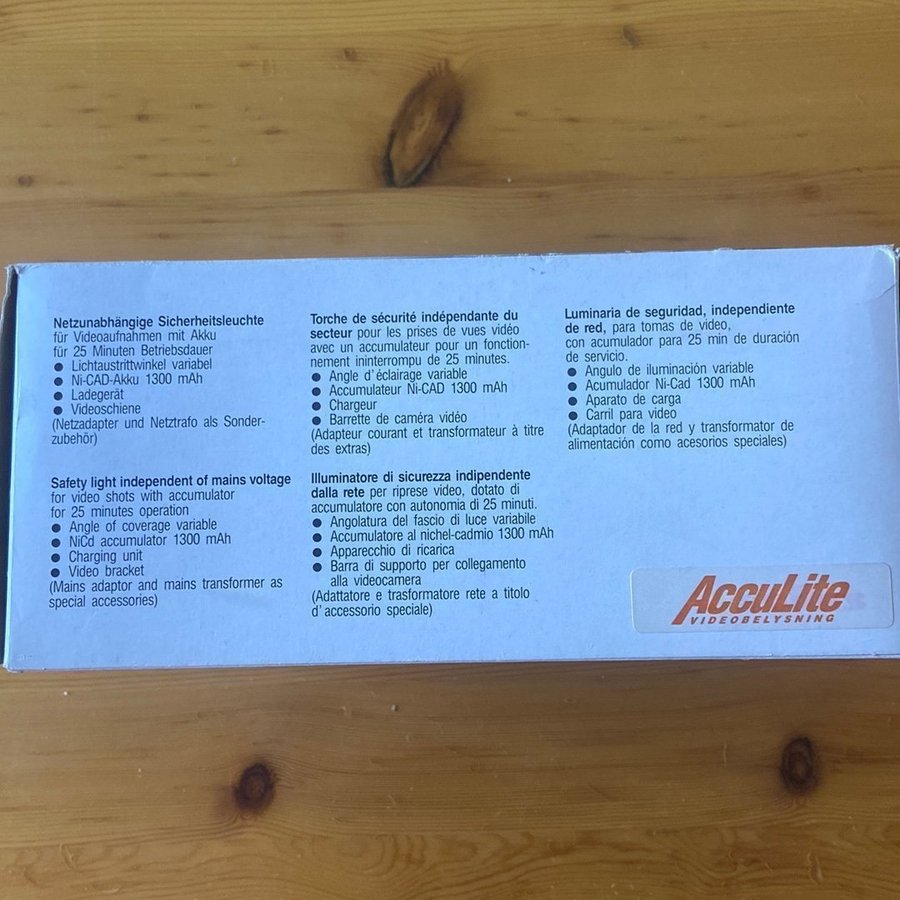 Netzunabhängige Sicherheitsleuchte
für Videoaufnahmen mit Akku
für 25 Minuten Betriebsdauer
● Lichtaustrittwinkel variabel
● Ni-CAD-Akku 1300 mAh
● Ladegerät
● Videoschiene
(Netzadapter und Netztrafo als Sonder-
zubehör)
Safety light independent of mains voltage
for video shots with accumulator
for 25 minutes operation
● Angle of coverage variable
● NiCd accumulator 1300 mAh
● Charging unit
● Video bracket
(Mains adaptor and mains transformer as
special accessories)
Torche de sécurité indépendante du
secteur pour les prises de vues vidéo
avec un accumulateur pour un fonction-
nement ininterrompu de 25 minutes.
● Angle d'éclairage variable
● Accumulateur Ni-CAD 1300 mAh
● Chargeur
● Barrette de caméra vidéo
(Adapteur courant et transformateur à titre
des extras)
Illuminatore di sicurezza indipendente
dalla rete per riprese video, dotato di
accumulatore con autonomia di 25 minuti.
● Angolatura del fascio di luce variabile
● Accumulatore al nichel-cadmio 1300 mAh
● Apparecchio di ricarica
● Barra di supporto per collegamento
alla videocamera
(Adattatore e trasformatore rete a titolo
d'accessorio speciale)
Luminaria de seguridad, independiente
de red, para tomas de video,
con acumulador para 25 min de duración
de servicio.
● Angulo de iluminación variable
● Acumulador Ni-Cad 1300 mAh
● Aparato de carga
● Carril para video
(Adaptador de la red y transformator de
alimentación como acesorios speciales)
AccuLite
VIDEOBELYSNING